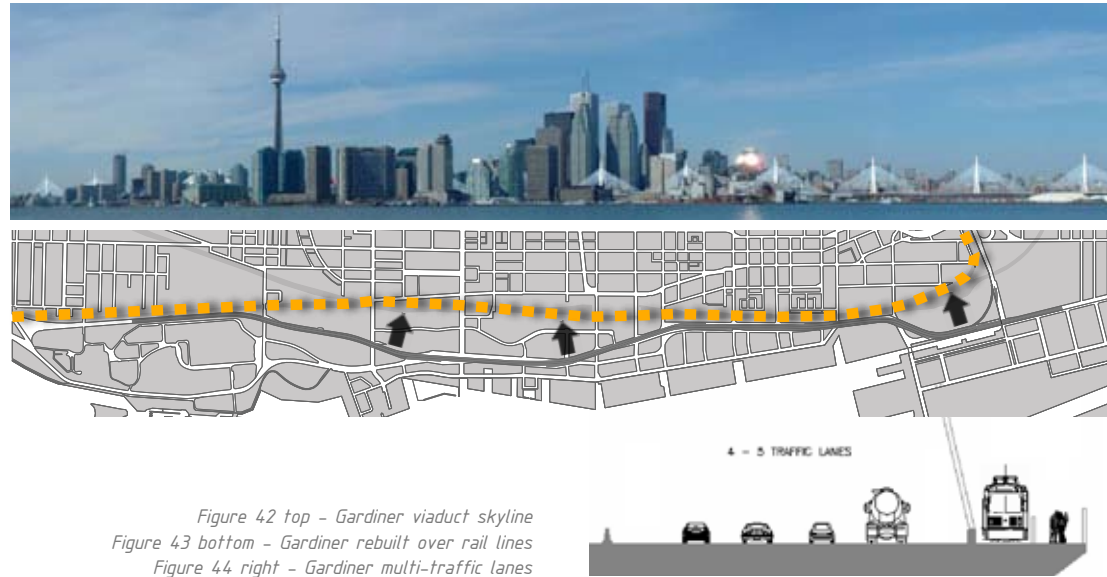 4 - 5 TRAFFIC LANES
Figure 42 top - Gardiner viaduct skyline
Figure 43 bottom - Gardiner rebuilt over rail lines
Figure 44 right - Gardiner multi-traffic lanes